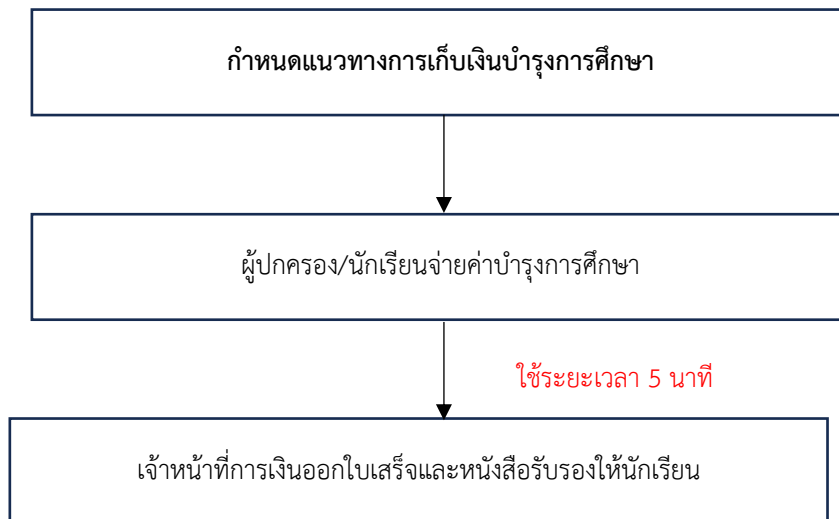 กำหนดแนวทางการเก็บเงินบำรุงการศึกษา
ผู้ปกครอง/นักเรียนจ่ายค่าบำรุงการศึกษา
ใช้ระยะเวลา 5 นาที
เจ้าหน้าที่การเงินออกใบเสร็จและหนังสือรับรองให้นักเรียน